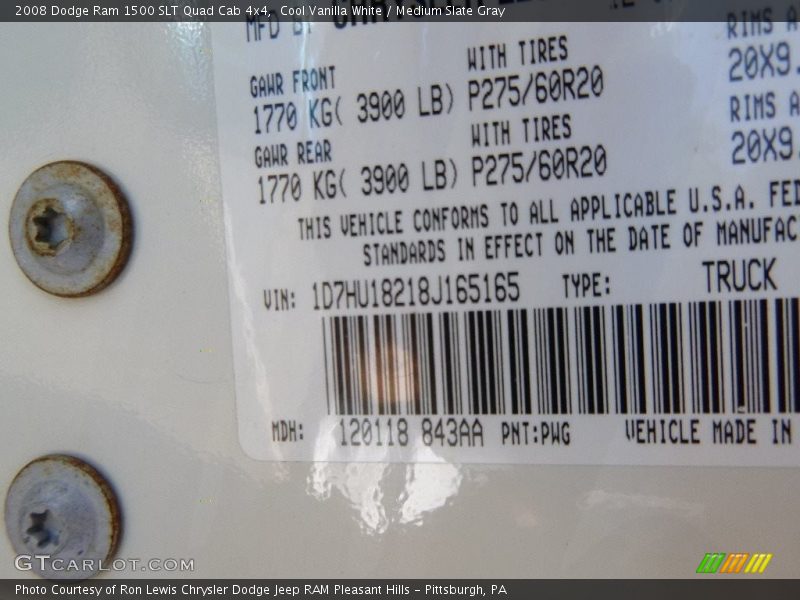 2008 Dodge Ram 1500 SLT Quad Cab 4x4, Cool Vanilla White / Medium Slate Gray
MFD BY
RIMS A
WITH TIRES
20X9.
GAWR FRONT
1770 KG( 3900 LB) P275/60R20
RIMS A
WITH TIRES
20X9.
GAWR REAR
1770 KG( 3900 LB) P275/60R20
THIS VEHICLE CONFORMS TO ALL APPLICABLE U.S.A. FED
STANDARDS IN EFFECT ON THE DATE OF MANUFAC
VIN: 1D7HU18218J165165 TYPE: TRUCK
MDH: 120118 843AA PNT:PWG VEHICLE MADE IN
GTCARLOT.COM
Photo Courtesy of Ron Lewis Chrysler Dodge Jeep RAM Pleasant Hills – Pittsburgh, PA